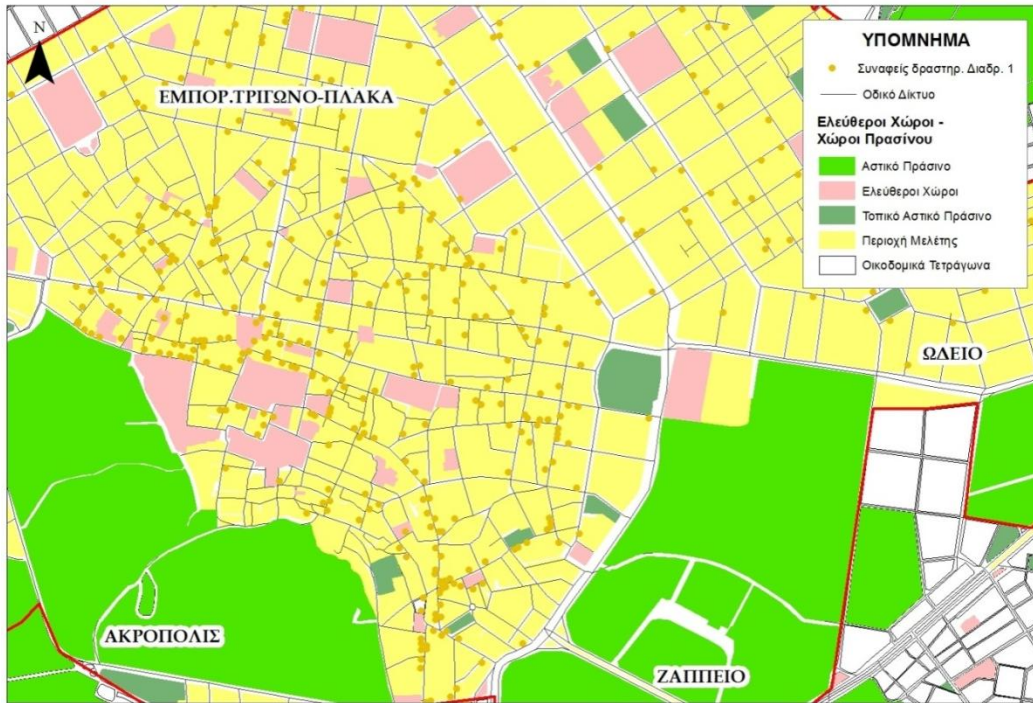 N
ΕΜΠΟΡ.ΤΡΙΓΩΝΟ-ΠΛΑΚΑ
ΥΠΟΜΝΗΜΑ
Συναφείς δραστηρ. Διαδρ. 1
Οδικό Δίκτυο
Ελεύθεροι Χώροι -
Χώροι Πρασίνου
Αστικό Πράσινο
Ελεύθεροι Χώροι
Τοπικό Αστικό Πράσινο
Περιοχή Μελέτης
Οικοδομικά Τετράγωνα
ΩΔΕΙΟ
ΑΚΡΟΠΟΛΙΣ
ΖΑΠΠΕΙΟ